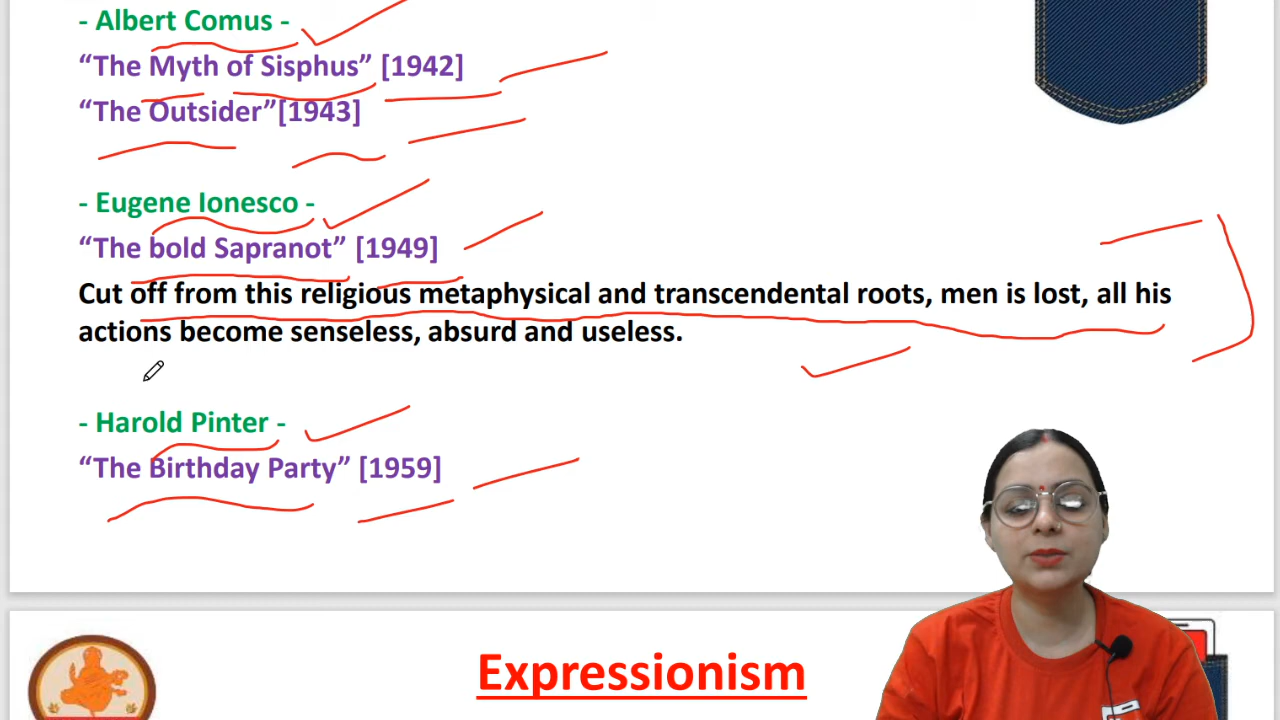 - Albert Comus -
“The Myth of Sisphus” [1942]
“The Outsider”[1943]
- Eugene Ionesco -
“The bold Sapranot” [1949]
Cut off from this religious metaphysical and transcendental roots, men is lost, all his
actions become senseless, absurd and useless.
- Harold Pinter -
“The Birthday Party” [1959]
Expressionism